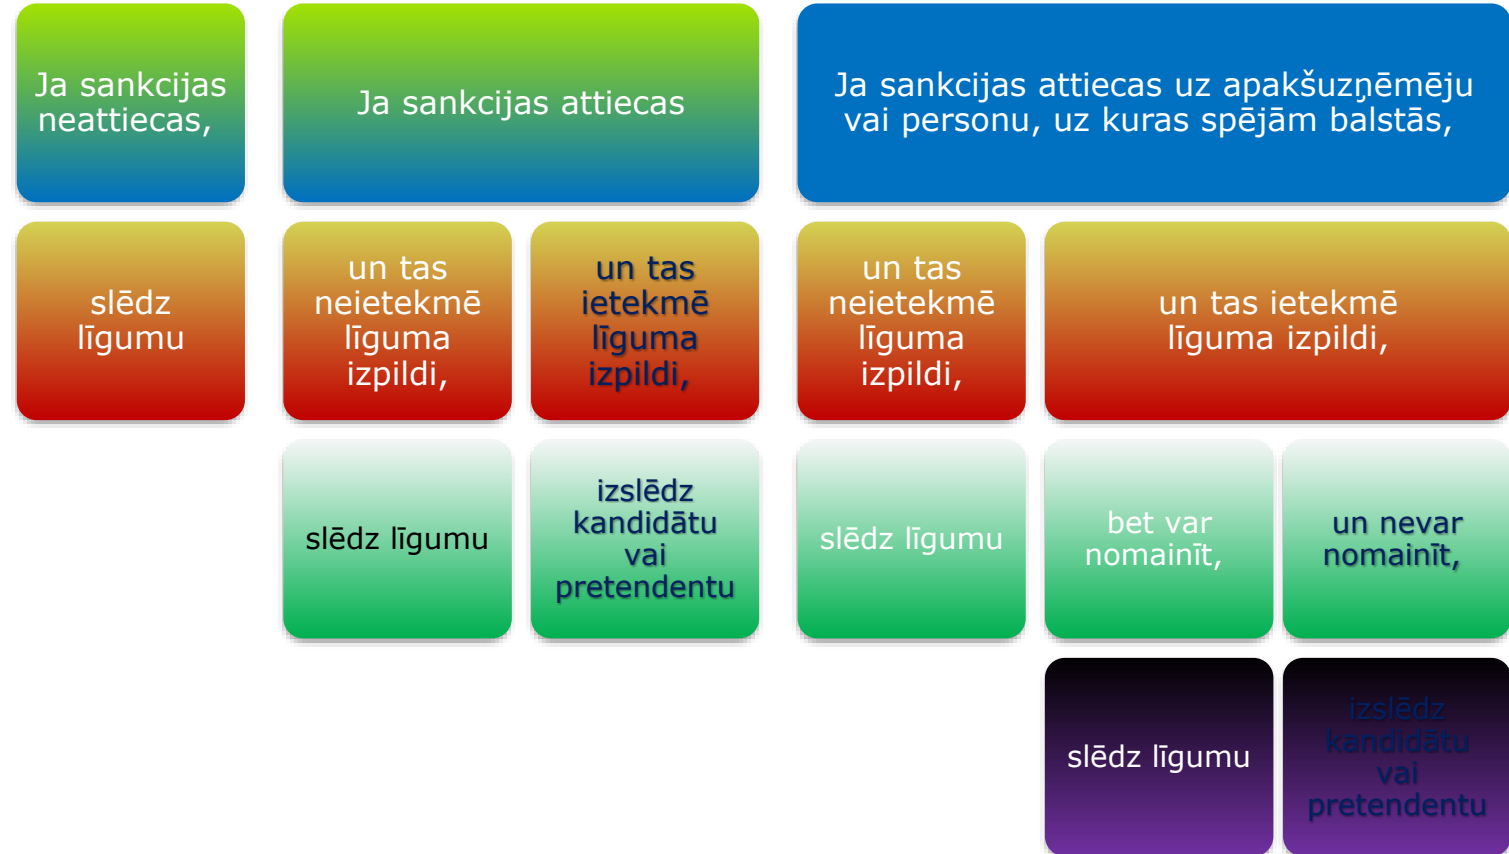 Ja sankcijas
neattiecas,
Ja sankcijas attiecas
Ja sankcijas attiecas uz apakšuzņēmēju
vai personu, uz kuras spējām balstās,
slēdz
līgumu
un tas
neietekmē
līguma
izpildi,
un tas
ietekmē
līguma
izpildi,
un tas
neietekmē
līguma
izpildi,
un tas ietekmē
līguma izpildi,
slēdz līgumu
izslēdz
kandidātu
vai
pretendentu
slēdz līgumu
bet var
nomainīt,
un nevar
nomainīt,
slēdz līgumu
izslēdz
kandidātu
vai
pretendentu